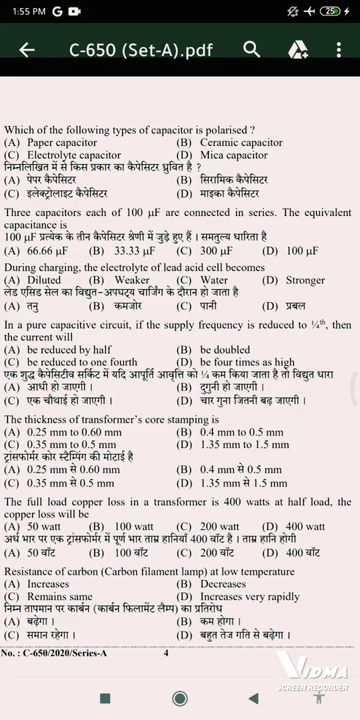 1:55 PM G 25
C-650 (Set-A).pdf
Which of the following types of capacitor is polarised ?
(A) Paper capacitor (B) Ceramic capacitor
(C) Electrolyte capacitor (D) Mica capacitor
निम्नलिखित में से किस प्रकार का कैपेसिटर ध्रुवित है ?
(A) पेपर कैपेसिटर (B) सिरामिक कैपेसिटर
(C) इलेक्ट्रोलाइट कैपेसिटर (D) माइका कैपेसिटर
Three capacitors each of 100 µF are connected in series. The equivalent
capacitance is
100 µF प्रत्येक के तीन कैपेसिटर श्रेणी में जुड़े हुए हैं । समतुल्य धारिता है
(A) 66.66 µF (B) 33.33 µF (C) 300 µF (D) 100 µF
During charging, the electrolyte of lead acid cell becomes
(A) Diluted (B) Weaker (C) Water (D) Stronger
लेड एसिड सेल का विद्युत-अपघट्य चार्जिंग के दौरान हो जाता है
(A) तनु (B) कमजोर (C) पानी (D) प्रबल
In a pure capacitive circuit, if the supply frequency is reduced to ¼th, then
the current will
(A) be reduced by half (B) be doubled
(C) be reduced to one fourth (D) be four times as high
एक शुद्ध कैपेसिटीव सर्किट में यदि आपूर्ति आवृत्ति को ¼ कम किया जाता है तो विद्युत धारा
(A) आधी हो जाएगी । (B) दुगुनी हो जाएगी ।
(C) एक चौथाई हो जाएगी । (D) चार गुना जितनी बढ़ जाएगी ।
The thickness of transformer's core stamping is
(A) 0.25 mm to 0.60 mm (B) 0.4 mm to 0.5 mm
(C) 0.35 mm to 0.5 mm (D) 1.35 mm to 1.5 mm
ट्रांसफोर्मर कोर स्टैम्पिंग की मोटाई है
(A) 0.25 mm से 0.60 mm (B) 0.4 mm से 0.5 mm
(C) 0.35 mm से 0.5 mm (D) 1.35 mm से 1.5 mm
The full load copper loss in a transformer is 400 watts at half load, the
copper loss will be
(A) 50 watt (B) 100 watt (C) 200 watt (D) 400 watt
अर्ध भार पर एक ट्रांसफोर्मर में पूर्ण भार ताम्र हानियाँ 400 वॉट है । ताम्र हानि होगी
(A) 50 वॉट (B) 100 वॉट (C) 200 वॉट (D) 400 वॉट
Resistance of carbon (Carbon filament lamp) at low temperature
(A) Increases (B) Decreases
(C) Remains same (D) Increases very rapidly
निम्न तापमान पर कार्बन (कार्बन फिलामेंट लैम्प) का प्रतिरोध
(A) बढ़ेगा । (B) कम होगा ।
(C) समान रहेगा । (D) बहुत तेज गति से बढ़ेगा ।
No. : C-650/2020/Series-A 4
VIDMA
SCREEN RECORDER